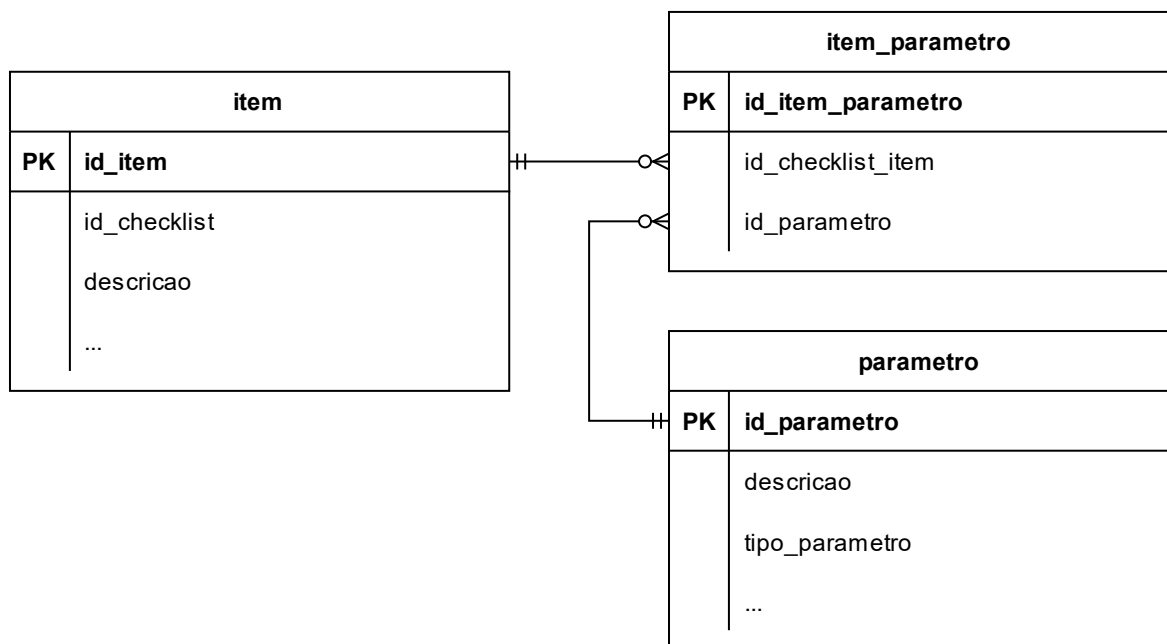 item
PK id_item
id_checklist
descricao
...
item_parametro
PK id_item_parametro
id_checklist_item
id_parametro
parametro
PK id_parametro
descricao
tipo_parametro
...